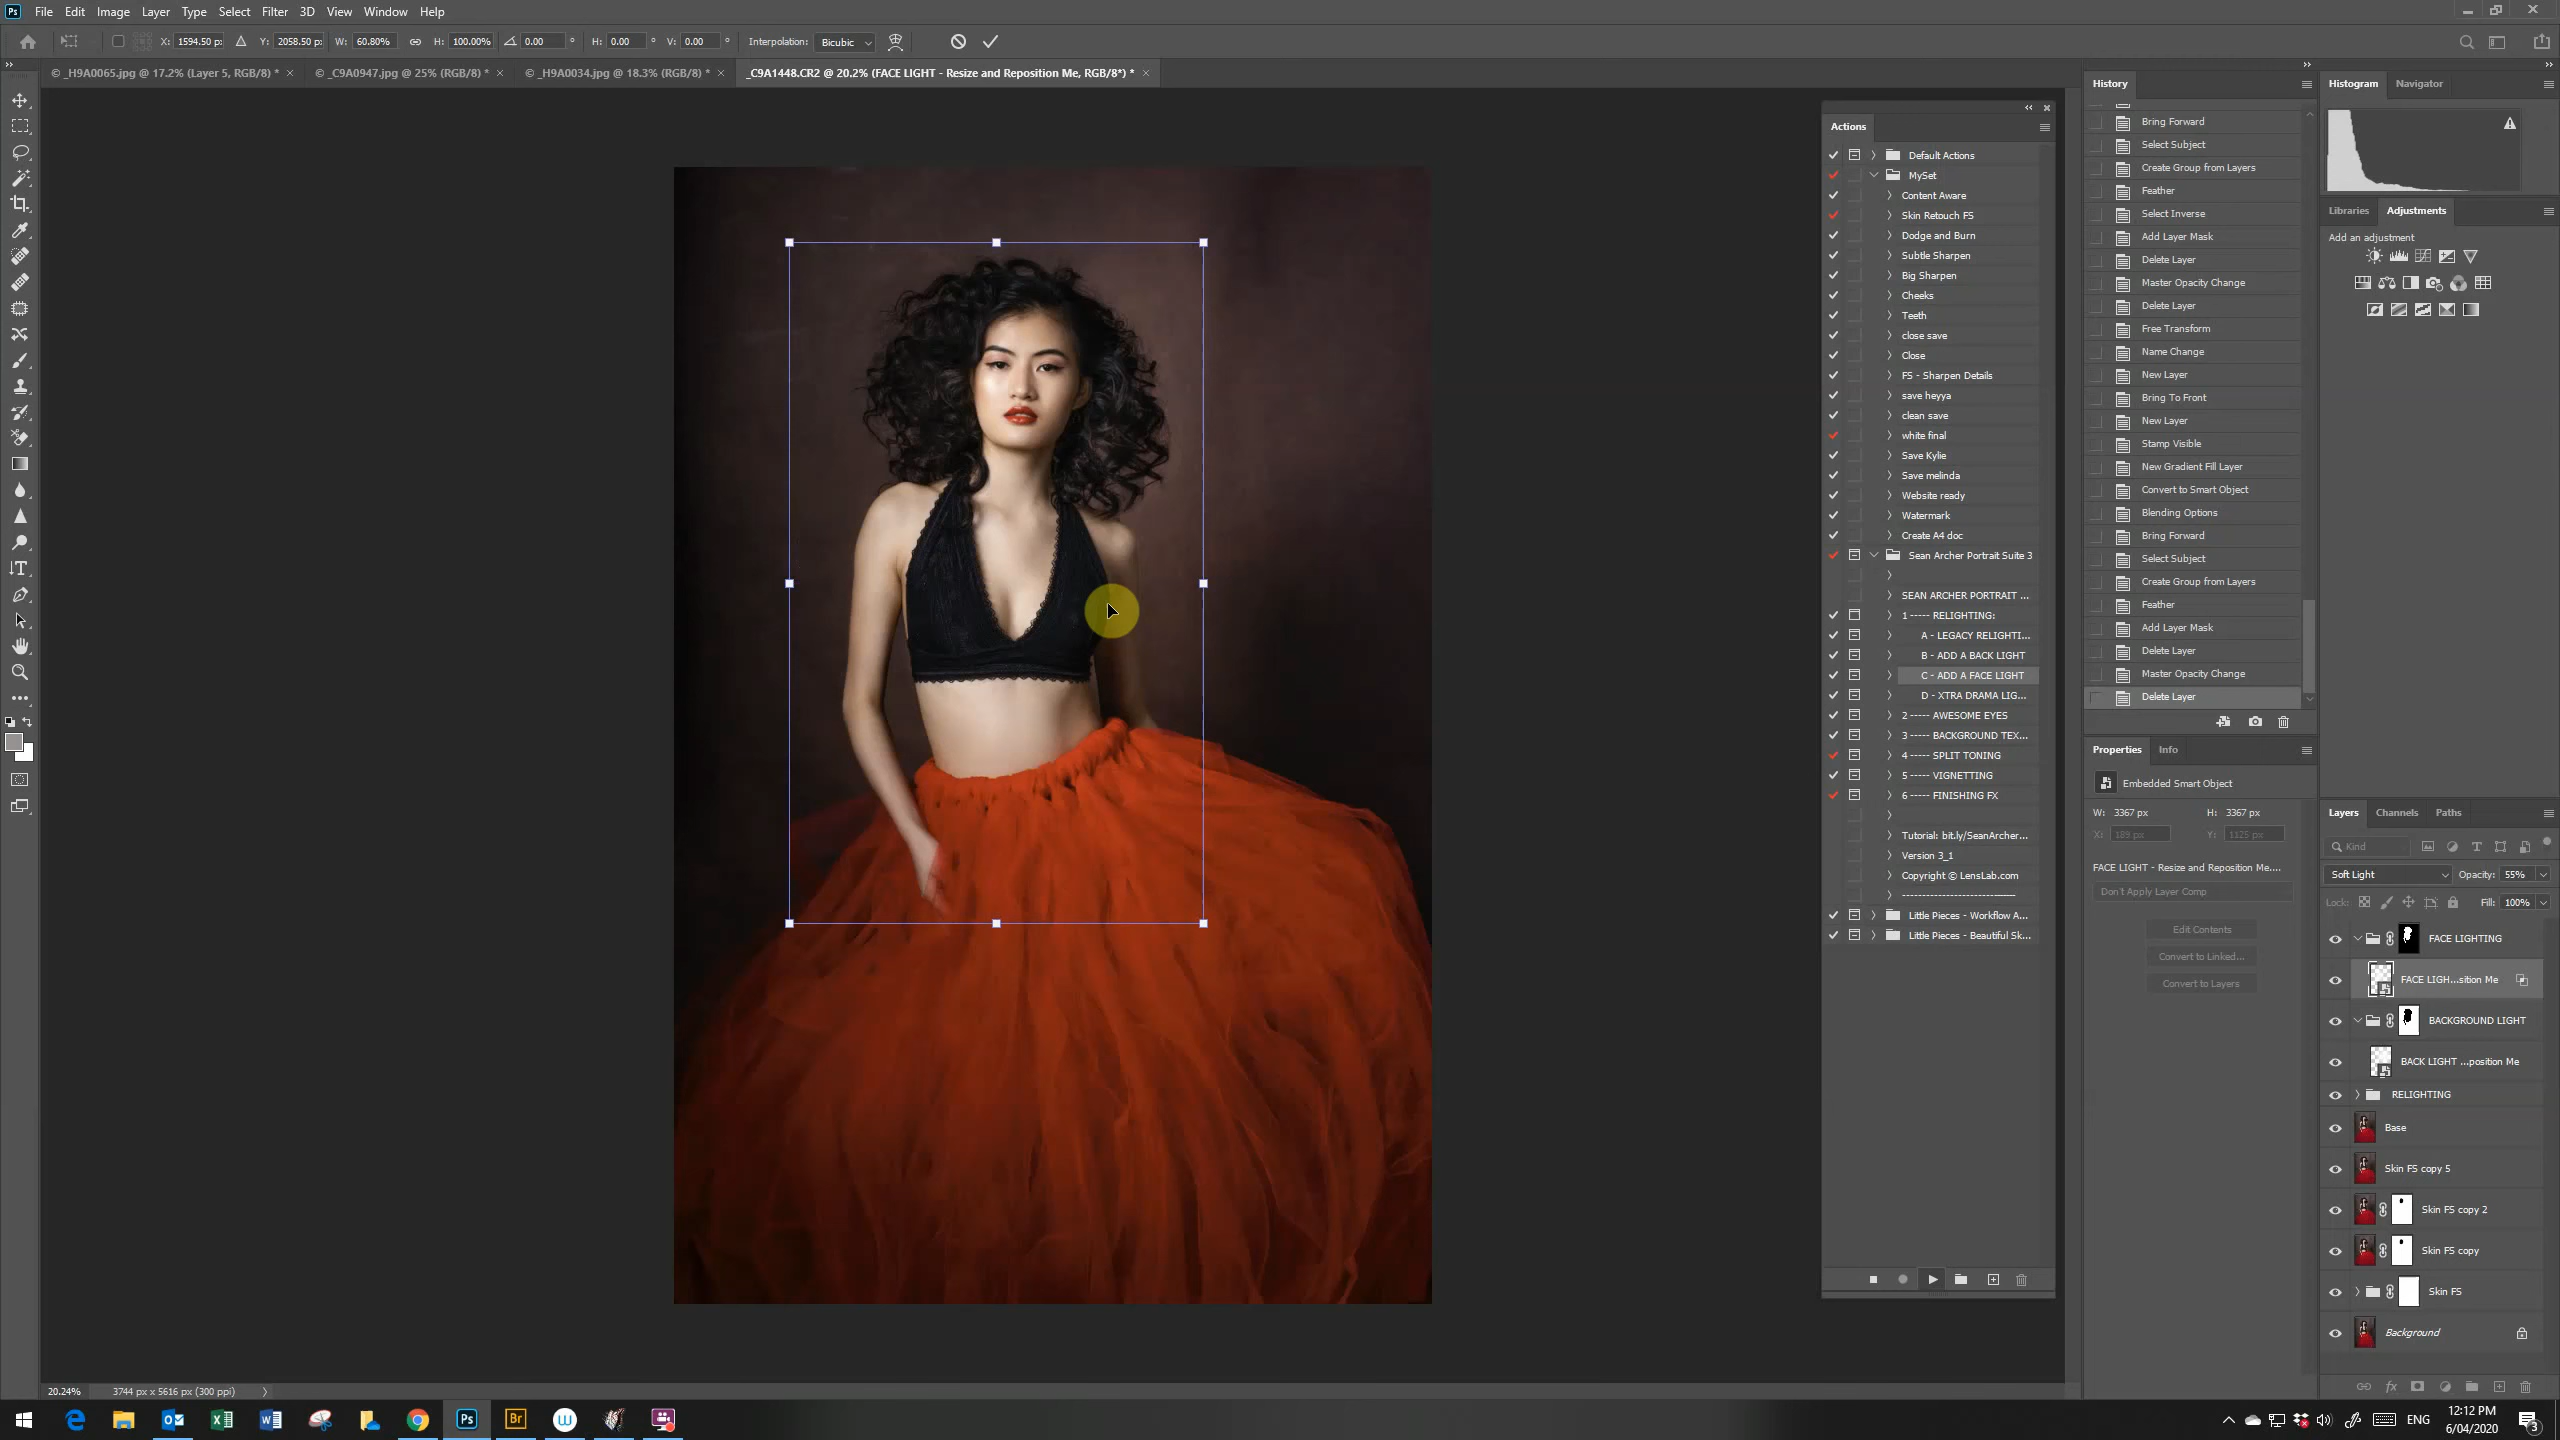 Ps File Edit Image Layer Type Select Filter 3D View Window Help
X: 1594.50 p: Y: 2058.50 p: W: 60.80% H: 100.00% 0.00 ° H: 0.00 ° V: 0.00 ° Interpolation: Bicubic
© _H9A0065.jpg @ 17.2% (Layer 5, RGB/8) * × © _C9A0947.jpg @ 25% (RGB/8) * × © _H9A0034.jpg @ 18.3% (RGB/8) * × _C9A1448.CR2 @ 20.2% (FACE LIGHT - Resize and Reposition Me, RGB/8*) * ×
Actions
Default Actions
MySet
Content Aware
Skin Retouch FS
Dodge and Burn
Subtle Sharpen
Big Sharpen
Cheeks
Teeth
close save
Close
FS - Sharpen Details
save heyya
clean save
white final
Save Kylie
Save melinda
Website ready
Watermark
Create A4 doc
Sean Archer Portrait Suite 3
SEAN ARCHER PORTRAIT ...
1 ----- RELIGHTING:
A - LEGACY RELIGHTI...
B - ADD A BACK LIGHT
C - ADD A FACE LIGHT
D - XTRA DRAMA LIG...
2 ----- AWESOME EYES
3 ----- BACKGROUND TEX...
4 ----- SPLIT TONING
5 ----- VIGNETTING
6 ----- FINISHING FX
Tutorial: bit.ly/SeanArcher...
Version 3_1
Copyright © LensLab.com
------------------------------
Little Pieces - Workflow A...
Little Pieces - Beautiful Sk...
History
Bring Forward
Select Subject
Create Group from Layers
Feather
Select Inverse
Add Layer Mask
Delete Layer
Master Opacity Change
Delete Layer
Free Transform
Name Change
New Layer
Bring To Front
New Layer
Stamp Visible
New Gradient Fill Layer
Convert to Smart Object
Blending Options
Bring Forward
Select Subject
Create Group from Layers
Feather
Add Layer Mask
Delete Layer
Master Opacity Change
Delete Layer
Properties Info
Embedded Smart Object
W: 3367 px H: 3367 px
X: 189 px Y: 1125 px
FACE LIGHT - Resize and Reposition Me....
Don't Apply Layer Comp
Edit Contents
Convert to Linked...
Convert to Layers
Histogram Navigator
Libraries Adjustments
Add an adjustment
Layers Channels Paths
Kind
Soft Light Opacity: 55%
Lock: Fill: 100%
FACE LIGHTING
FACE LIGH...sition Me
BACKGROUND LIGHT
BACK LIGHT ...position Me
RELIGHTING
Base
Skin FS copy 5
Skin FS copy 2
Skin FS copy
Skin FS
Background
20.24% 3744 px x 5616 px (300 ppi)
Ps Br
ENG
12:12 PM
6/04/2020
3